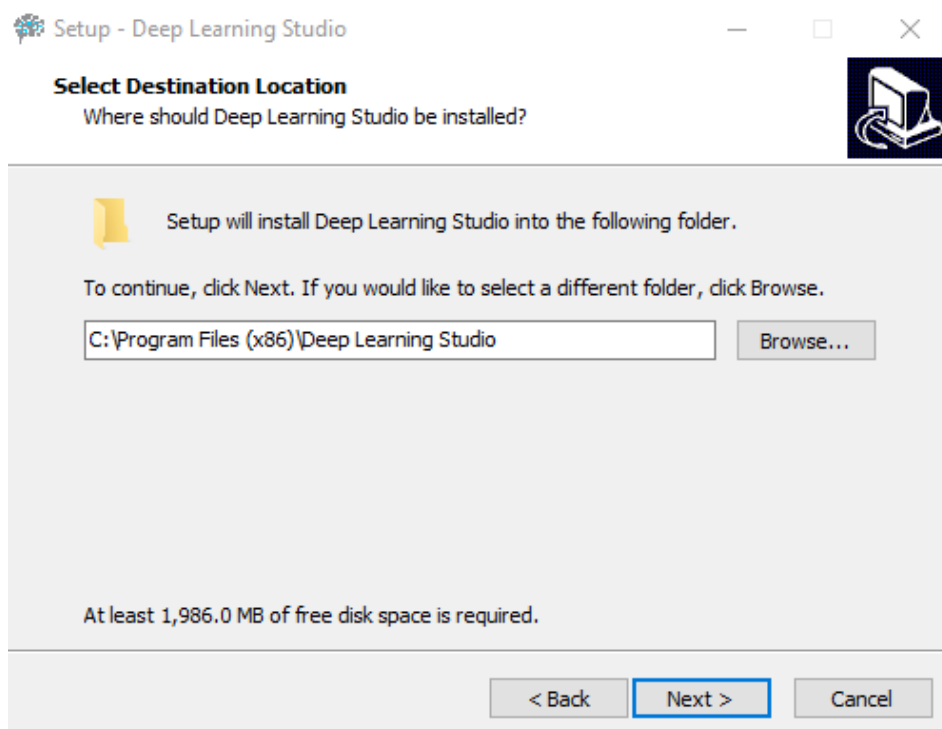 Setup - Deep Learning Studio
Select Destination Location
Where should Deep Learning Studio be installed?
Setup will install Deep Learning Studio into the following folder.
To continue, click Next. If you would like to select a different folder, click Browse.
C:\Program Files (x86)\Deep Learning Studio
Browse...
At least 1,986.0 MB of free disk space is required.
< Back
Next >
Cancel